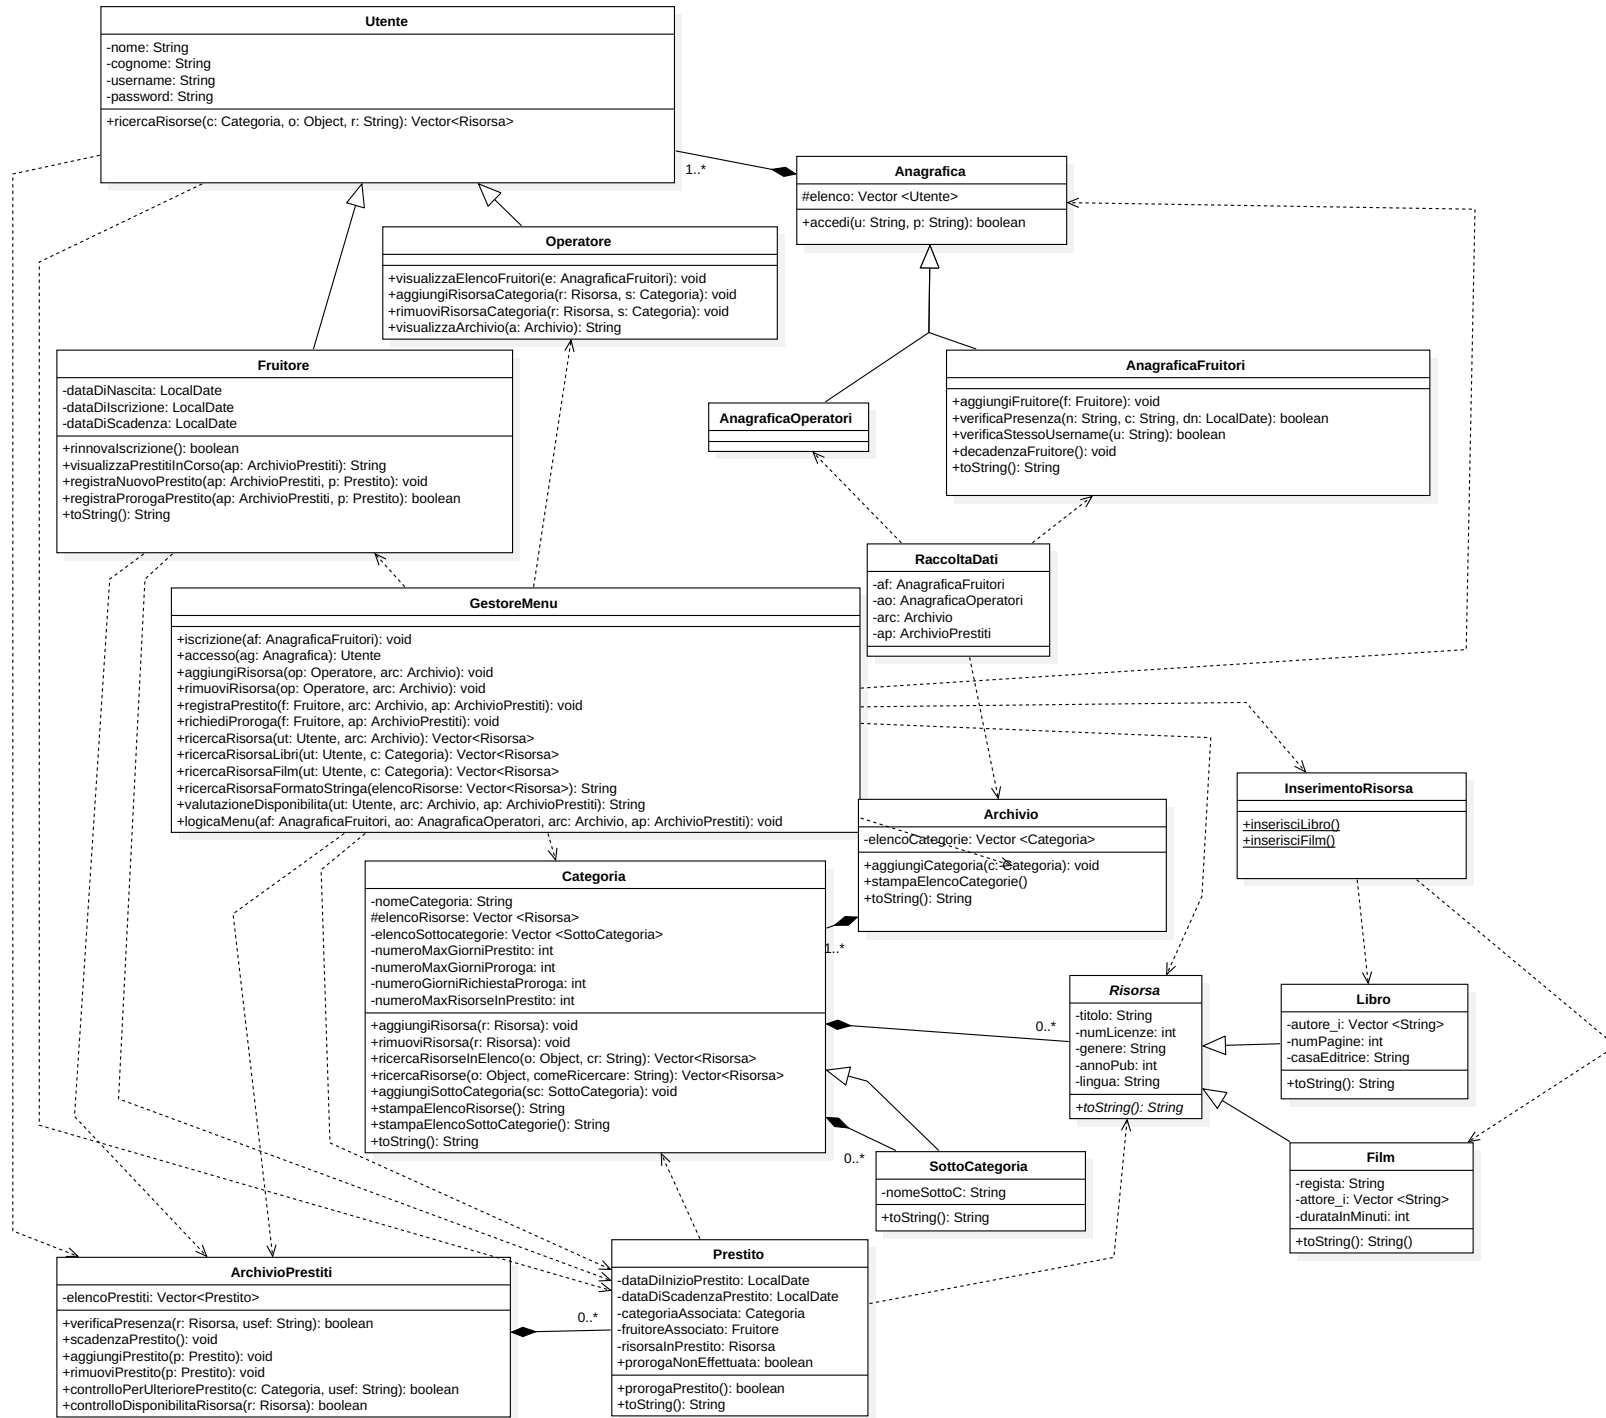 Utente
-nome: String
-cognome: String
-username: String
-password: String
+ricercaRisorse(c: Categoria, o: Object, r: String): Vector<Risorsa>
1..*
Anagrafica
#elenco: Vector <Utente>
+accedi(u: String, p: String): boolean
Operatore
+visualizzaElencoFruitori(e: AnagraficaFruitori): void
+aggiungiRisorsaCategoria(r: Risorsa, s: Categoria): void
+rimuoviRisorsaCategoria(r: Risorsa, s: Categoria): void
+visualizzaArchivio(a: Archivio): String
Fruitore
-dataDiNascita: LocalDate
-dataDiIscrizione: LocalDate
-dataDiScadenza: LocalDate
+rinnovaIscrizione(): boolean
+visualizzaPrestitiInCorso(ap: ArchivioPrestiti): String
+registraNuovoPrestito(ap: ArchivioPrestiti, p: Prestito): void
+registraProrogaPrestito(ap: ArchivioPrestiti, p: Prestito): boolean
+toString(): String
AnagraficaOperatori
AnagraficaFruitori
+aggiungiFruitore(f: Fruitore): void
+verificaPresenza(n: String, c: String, dn: LocalDate): boolean
+verificaStessoUsername(u: String): boolean
+decadenzaFruitore(): void
+toString(): String
RaccoltaDati
-af: AnagraficaFruitori
-ao: AnagraficaOperatori
-arc: Archivio
-ap: ArchivioPrestiti
GestoreMenu
+iscrizione(af: AnagraficaFruitori): void
+accesso(ag: Anagrafica): Utente
+aggiungiRisorsa(op: Operatore, arc: Archivio): void
+rimuoviRisorsa(op: Operatore, arc: Archivio): void
+registraPrestito(f: Fruitore, arc: Archivio, ap: ArchivioPrestiti): void
+richiediProroga(f: Fruitore, ap: ArchivioPrestiti): void
+ricercaRisorsa(ut: Utente, arc: Archivio): Vector<Risorsa>
+ricercaRisorsaLibri(ut: Utente, c: Categoria): Vector<Risorsa>
+ricercaRisorsaFilm(ut: Utente, c: Categoria): Vector<Risorsa>
+ricercaRisorsaFormatoStringa(elencoRisorse: Vector<Risorsa>): String
+valutazioneDisponibilita(ut: Utente, arc: Archivio, ap: ArchivioPrestiti): String
+logicaMenu(af: AnagraficaFruitori, ao: AnagraficaOperatori, arc: Archivio, ap: ArchivioPrestiti): void
Archivio
-elencoCategorie: Vector <Categoria>
+aggiungiCategoria(c: Categoria): void
+stampaElencoCategorie()
+toString(): String
InserimentoRisorsa
+inserisciLibro()
+inserisciFilm()
Categoria
-nomeCategoria: String
#elencoRisorse: Vector <Risorsa>
-elencoSottocategorie: Vector <SottoCategoria>
-numeroMaxGiorniPrestito: int
-numeroMaxGiorniProroga: int
-numeroGiorniRichiestaProroga: int
-numeroMaxRisorseInPrestito: int
+aggiungiRisorsa(r: Risorsa): void
+rimuoviRisorsa(r: Risorsa): void
+ricercaRisorseInElenco(o: Object, cr: String): Vector<Risorsa>
+ricercaRisorse(o: Object, comeRicercare: String): Vector<Risorsa>
+aggiungiSottoCategoria(sc: SottoCategoria): void
+stampaElencoRisorse(): String
+stampaElencoSottoCategorie(): String
+toString(): String
1..*
0..*
0..*
Risorsa
-titolo: String
-numLicenze: int
-genere: String
-annoPub: int
-lingua: String
+toString(): String
Libro
-autore_i: Vector <String>
-numPagine: int
-casaEditrice: String
+toString(): String
SottoCategoria
-nomeSottoC: String
+toString(): String
Film
-regista: String
-attore_i: Vector <String>
-durataInMinuti: int
+toString(): String()
ArchivioPrestiti
-elencoPrestiti: Vector<Prestito>
+verificaPresenza(r: Risorsa, usef: String): boolean
+scadenzaPrestito(): void
+aggiungiPrestito(p: Prestito): void
+rimuoviPrestito(p: Prestito): void
+controlloPerUlteriorePrestito(c: Categoria, usef: String): boolean
+controlloDisponibilitaRisorsa(r: Risorsa): boolean
0..*
Prestito
-dataDiInizioPrestito: LocalDate
-dataDiScadenzaPrestito: LocalDate
-categoriaAssociata: Categoria
-fruitoreAssociato: Fruitore
-risorsaInPrestito: Risorsa
+prorogaNonEffettuata: boolean
+prorogaPrestito(): boolean
+toString(): String